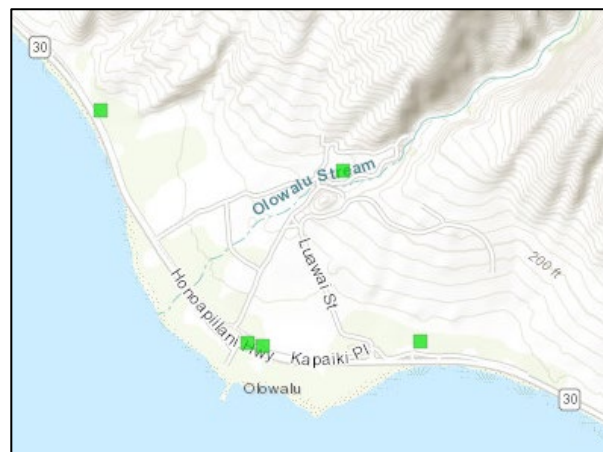 30
Olowalu Stream
Luawai St
200 ft
Honoapiilani Hwy
Kapaiki Pl
Olowalu
30